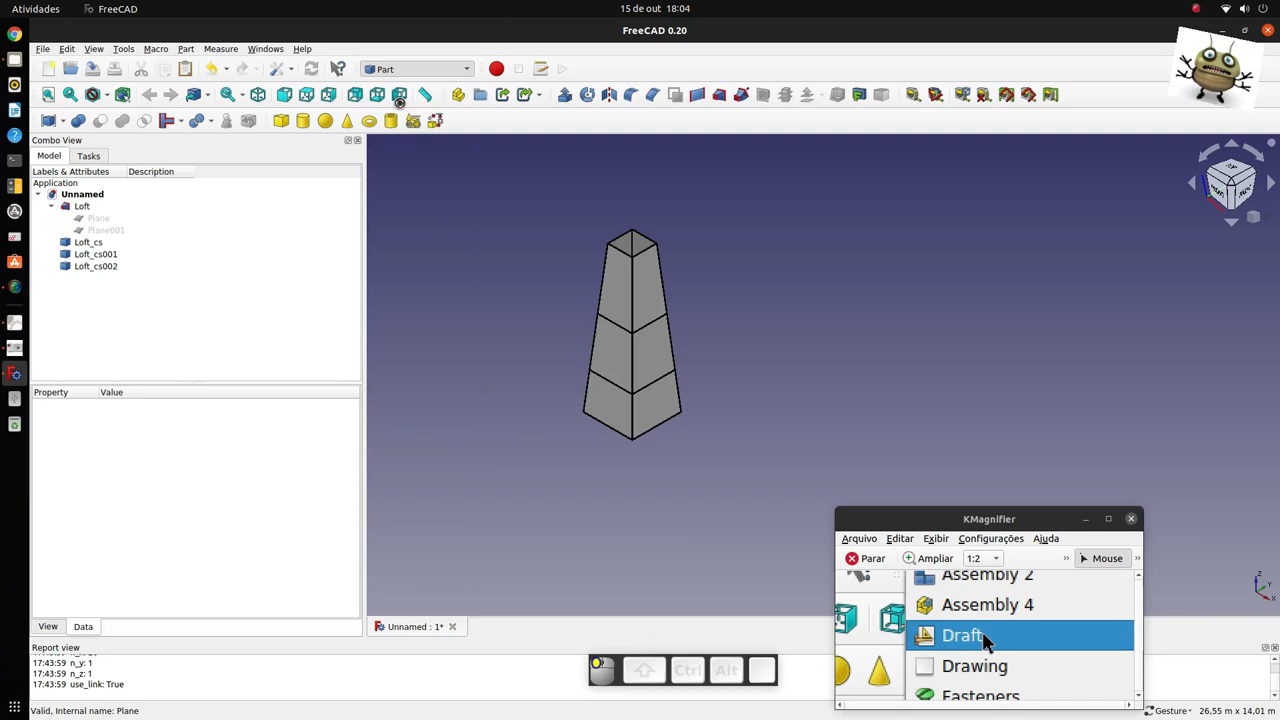 Atividades
FreeCAD
15 de out 18:04
FreeCAD 0.20
File Edit View Tools Macro Part Measure Windows Help
Part
Combo View
Model Tasks
Labels & Attributes Description
Application
Unnamed
Loft
Plane
Plane001
Loft_cs
Loft_cs001
Loft_cs002
Property Value
View Data
Unnamed : 1*
Report view
17:43:59 n_y: 1
17:43:59 n_z: 1
17:43:59 use_link: True
Valid, Internal name: Plane
Ctrl Alt
KMagnifier
Arquivo Editar Exibir Configurações Ajuda
Parar Ampliar 1:2 » Mouse »
Assembly 2
Assembly 4
Draft
Drawing
Fasteners
Gesture 26,55 m x 14,01 m